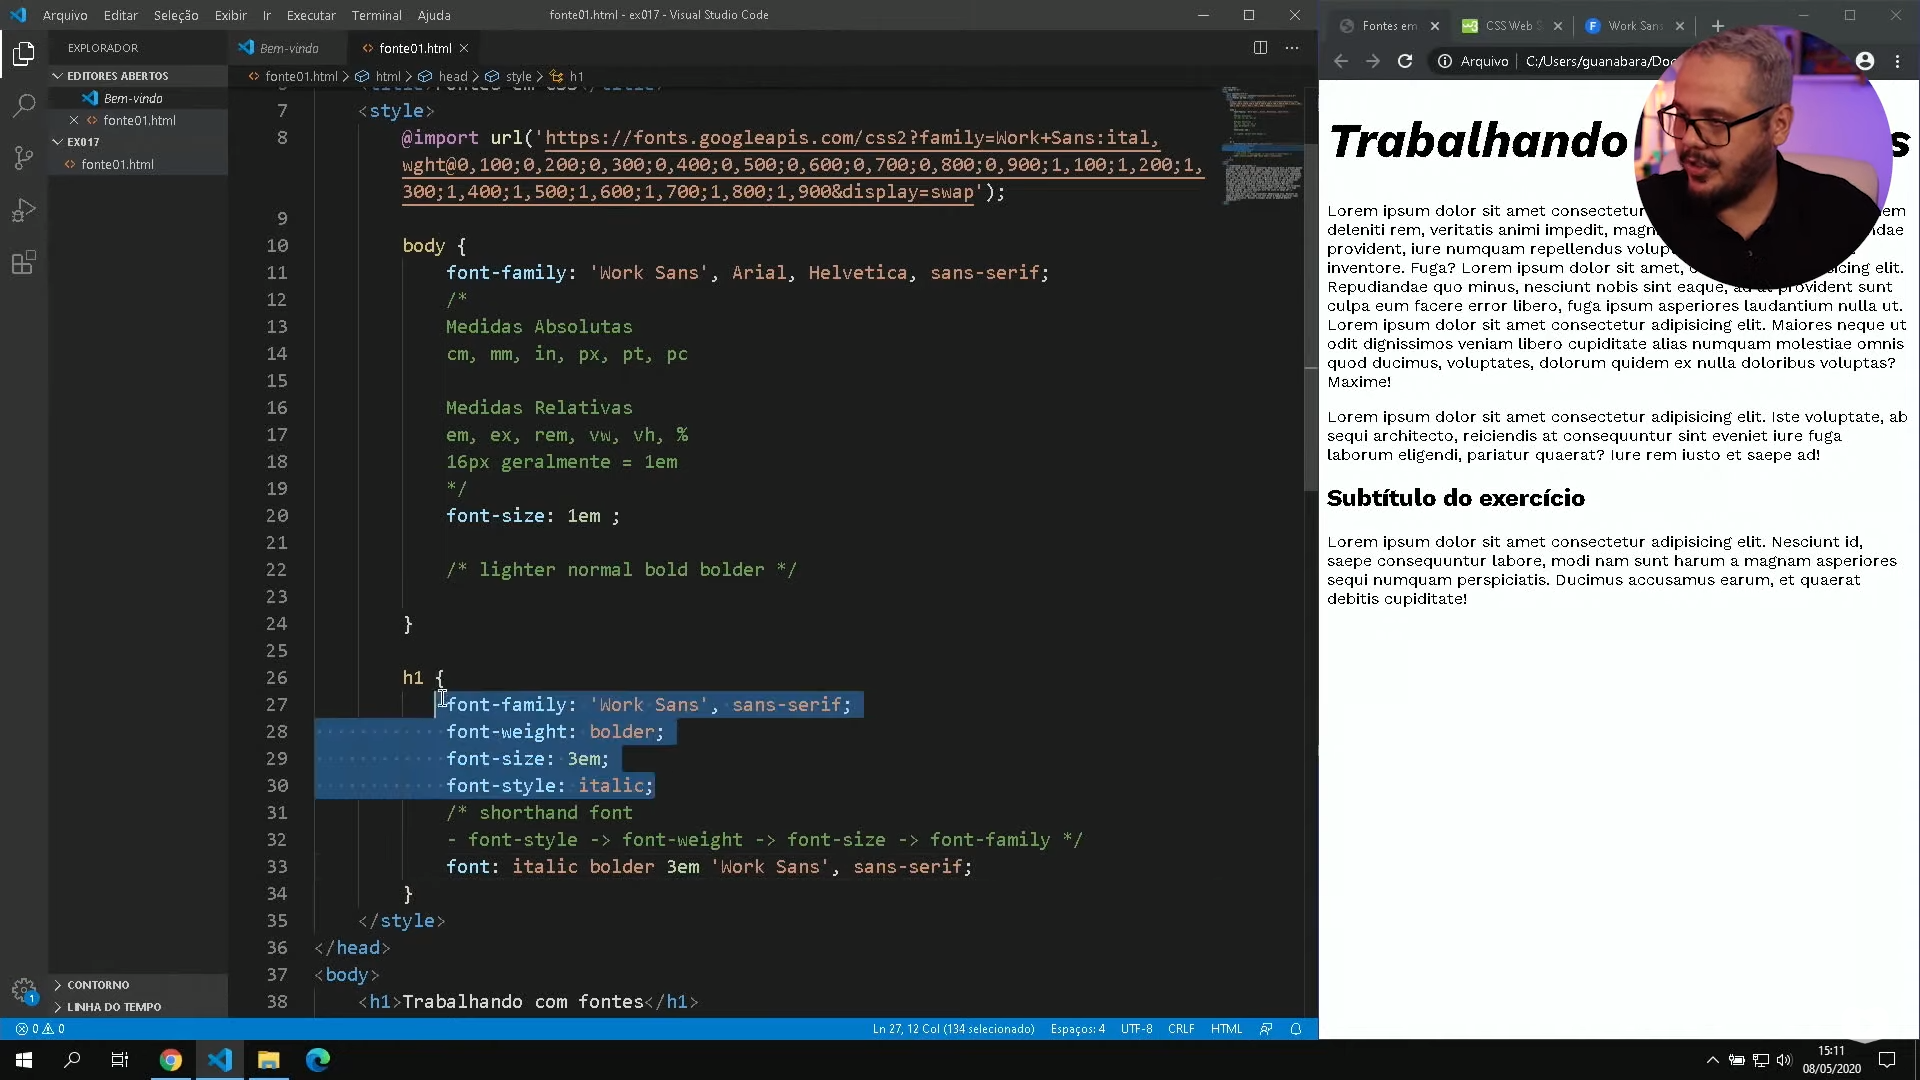 Arquivo Editar Seleção Exibir Ir Executar Terminal Ajuda
fonte01.html - ex017 - Visual Studio Code
EXPLORADOR
EDITORES ABERTOS
Bem-vindo
fonte01.html
EX017
fonte01.html
CONTORNO
LINHA DO TEMPO
Bem-vindo
fonte01.html
fonte01.html > html > head > style > h1
7 <style>
8 @import url('https://fonts.googleapis.com/css2?family=Work+Sans:ital,
wght@0,100;0,200;0,300;0,400;0,500;0,600;0,700;0,800;0,900;1,100;1,200;1,
300;1,400;1,500;1,600;1,700;1,800;1,900&display=swap');
9
10 body {
11 font-family: 'Work Sans', Arial, Helvetica, sans-serif;
12 /*
13 Medidas Absolutas
14 cm, mm, in, px, pt, pc
15
16 Medidas Relativas
17 em, ex, rem, vw, vh, %
18 16px geralmente = 1em
19 */
20 font-size: 1em ;
21
22 /* lighter normal bold bolder */
23
24 }
25
26 h1 {
27 font-family: 'Work Sans', sans-serif;
28 font-weight: bolder;
29 font-size: 3em;
30 font-style: italic;
31 /* shorthand font
32 - font-style -> font-weight -> font-size -> font-family */
33 font: italic bolder 3em 'Work Sans', sans-serif;
34 }
35 </style>
36 </head>
37 <body>
38 <h1>Trabalhando com fontes</h1>
0 0
Ln 27, 12 Col (134 selecionado) Espaços: 4 UTF-8 CRLF HTML
1
Fontes em
CSS Web S
Work Sans
Arquivo C:/Users/guanabara/Doc
Trabalhando s
Lorem ipsum dolor sit amet consectetur
deleniti rem, veritatis animi impedit,
provident, iure numquam repellendus
inventore. Fuga? Lorem ipsum dolor sit amet, elit.
Repudiandae quo minus, nesciunt nobis sint eaque, provident sunt
culpa eum facere error libero, fuga ipsum asperiores laudantium nulla ut.
Lorem ipsum dolor sit amet consectetur adipisicing elit. Maiores neque ut
odit dignissimos veniam libero cupiditate alias numquam molestiae omnis
quod ducimus, voluptates, dolorum quidem ex nulla doloribus voluptas?
Maxime!
Lorem ipsum dolor sit amet consectetur adipisicing elit. Iste voluptate, ab
sequi architecto, reiciendis at consequuntur sint eveniet iure fuga
laborum eligendi, pariatur quaerat? Iure rem iusto et saepe ad!
Subtítulo do exercício
Lorem ipsum dolor sit amet consectetur adipisicing elit. Nesciunt id,
saepe consequuntur labore, modi nam sunt harum a magnam asperiores
sequi numquam perspiciatis. Ducimus accusamus earum, et quaerat
debitis cupiditate!
15:11
08/05/2020